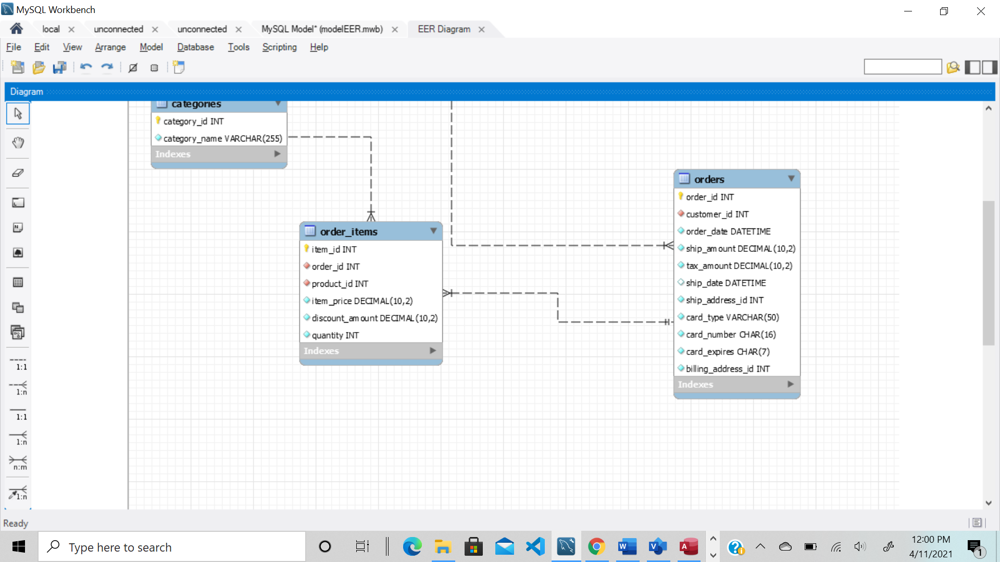 MySQL Workbench
local
unconnected
unconnected
MySQL Model* (modelEER.mwb)
EER Diagram
File Edit View Arrange Model Database Tools Scripting Help
Diagram
categories
category_id INT
category_name VARCHAR(255)
Indexes
order_items
item_id INT
order_id INT
product_id INT
item_price DECIMAL(10,2)
discount_amount DECIMAL(10,2)
quantity INT
Indexes
orders
order_id INT
customer_id INT
order_date DATETIME
ship_amount DECIMAL(10,2)
tax_amount DECIMAL(10,2)
ship_date DATETIME
ship_address_id INT
card_type VARCHAR(50)
card_number CHAR(16)
card_expires CHAR(7)
billing_address_id INT
Indexes
1:1
1:n
1:1
1:n
n:m
1:n
Ready
Type here to search
12:00 PM
4/11/2021
1